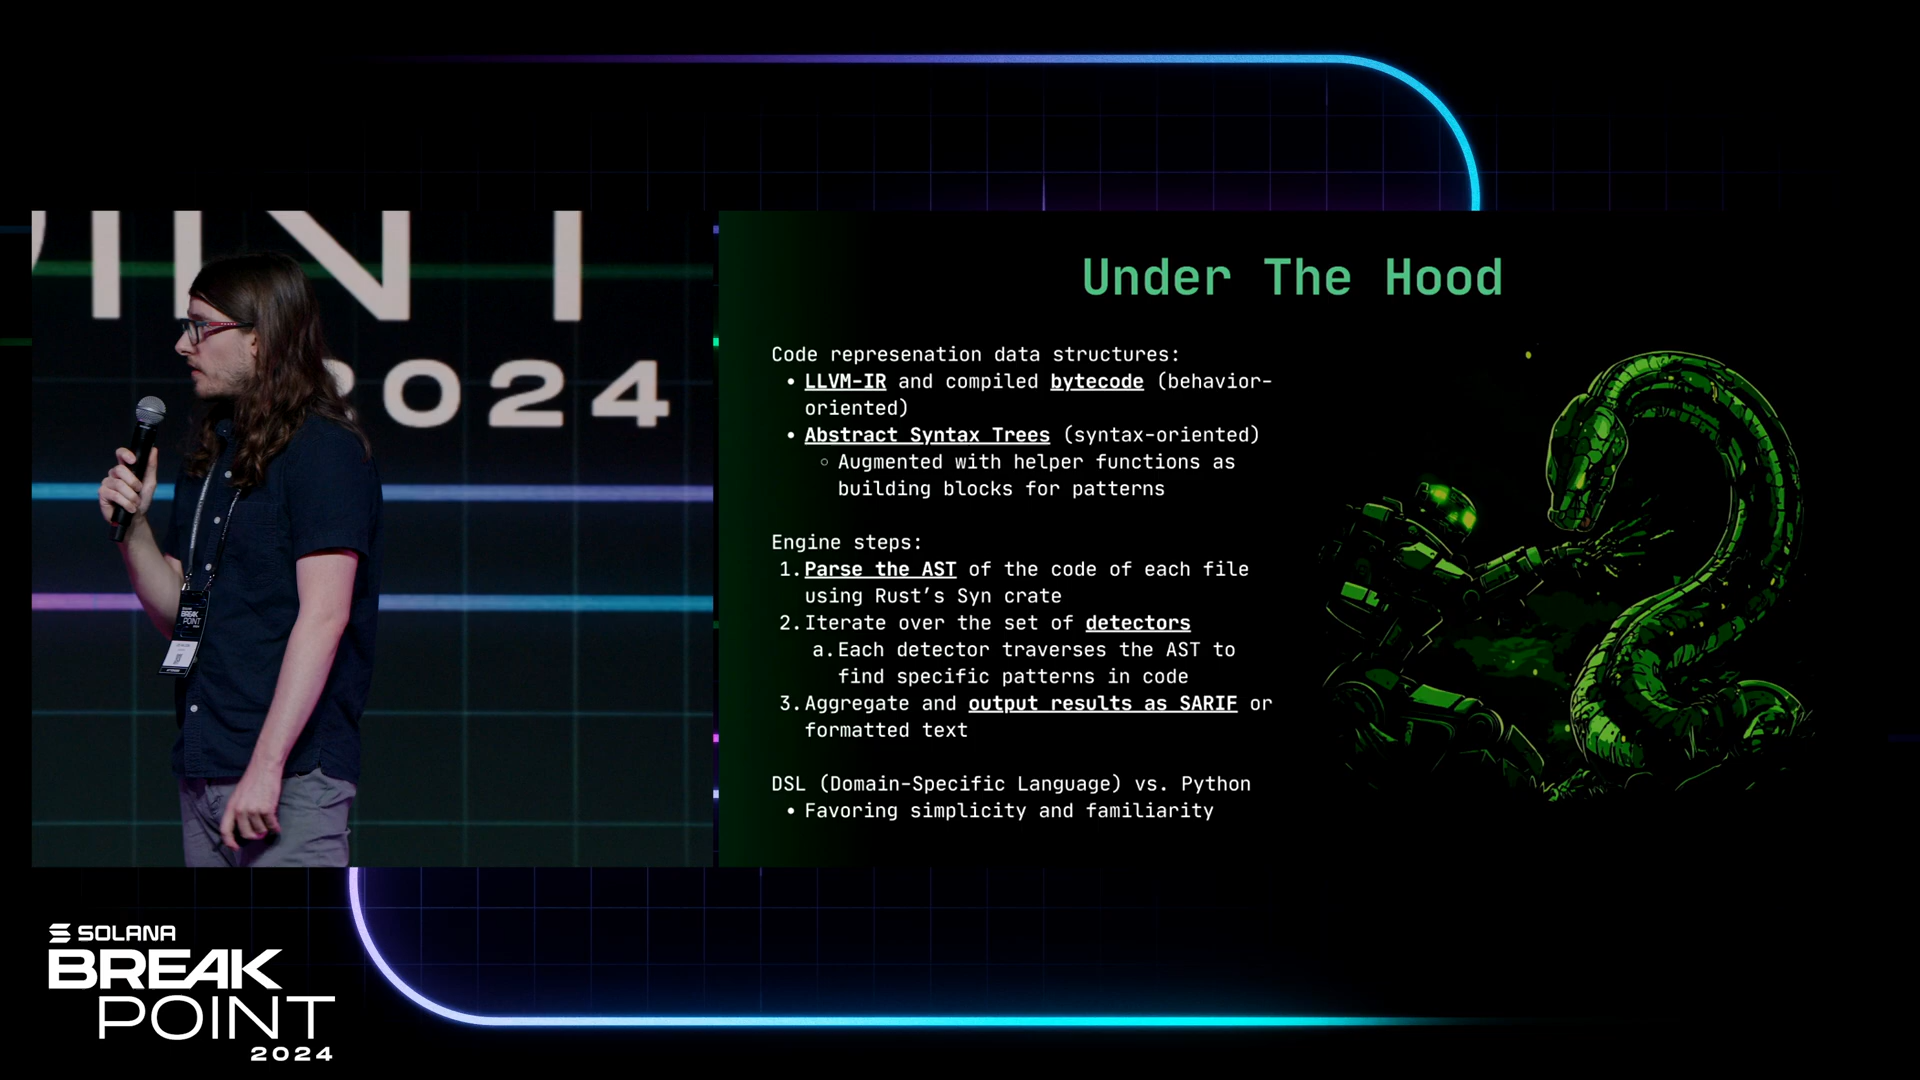 OINT
2024
Under The Hood
Code represenation data structures:
• LLVM-IR and compiled bytecode (behavior-
oriented)
• Abstract Syntax Trees (syntax-oriented)
◦ Augmented with helper functions as
building blocks for patterns
Engine steps:
1. Parse the AST of the code of each file
using Rust’s Syn crate
2. Iterate over the set of detectors
a. Each detector traverses the AST to
find specific patterns in code
3. Aggregate and output results as SARIF or
formatted text
DSL (Domain-Specific Language) vs. Python
• Favoring simplicity and familiarity
BREAK
POINT
SOLANA
BREAK
POINT
2024